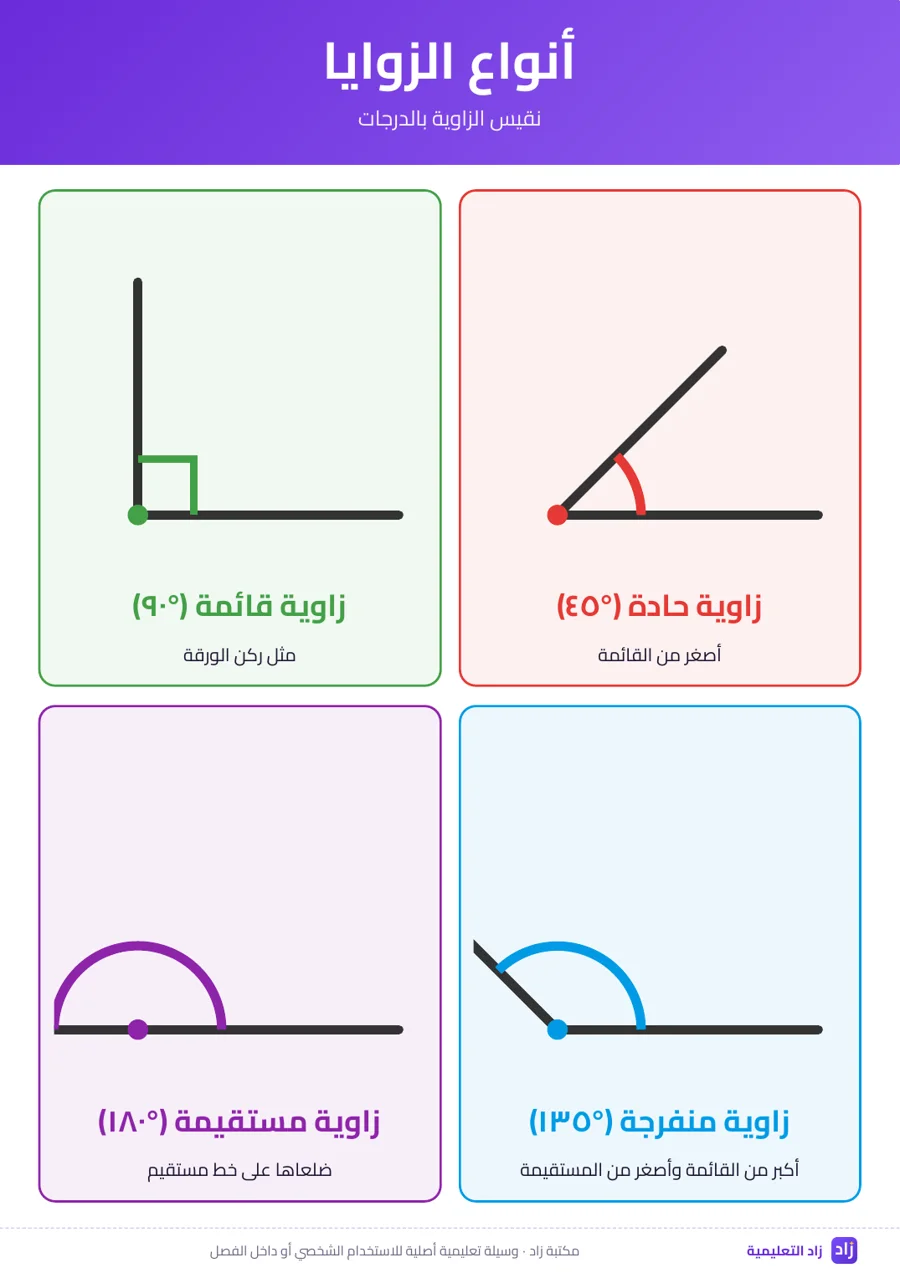 أنواع الزوايا
نقيس الزاوية بالدرجات
زاوية حادة (٤٥°)
أصغر من القائمة
زاوية قائمة (٩٠°)
مثل ركن الورقة
زاوية منفرجة (١٣٥°)
أكبر من القائمة وأصغر من المستقيمة
زاوية مستقيمة (١٨٠°)
ضلعاها على خط مستقيم
زاد
زاد التعليمية
مكتبة زاد · وسيلة تعليمية أصلية للاستخدام الشخصي أو داخل الفصل